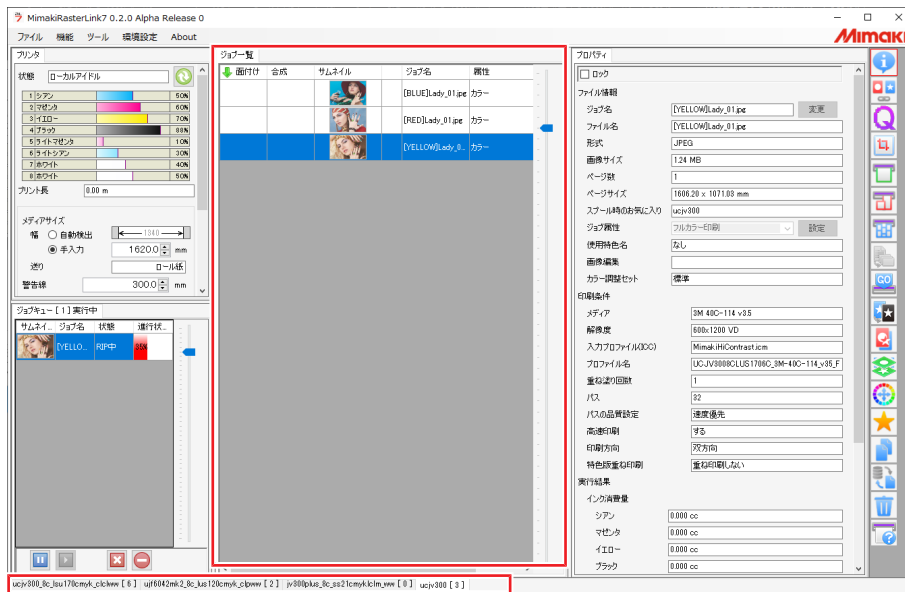 MimakiRasterLink7 0.2.0 Alpha Release 0
ファイル 機能 ツール 環境設定 About
Mimaki
プリンタ
状態 ローカルアイドル
1 シアン 50%
2 マゼンタ 60%
3 イエロー 70%
4 ブラック 88%
5 ライトマゼンタ 10%
6 ライトシアン 30%
7 ホワイト 40%
8 ホワイト 50%
プリント長 0.00 m
メディアサイズ
幅 自動検出 1340
手入力 1620.0 mm
送り ロール紙
警告線 300.0 mm
ジョブキュー [ 1 ] 実行中
サムネイ... ジョブ名 状態 進行状...
[YELLO... RIP中 35%
ジョブ一覧
面付け 合成 サムネイル ジョブ名 属性
[BLUE]Lady_01.jpg カラー
[RED]Lady_01.jpg カラー
[YELLOW]Lady_0... カラー
プロパティ
ロック
ファイル情報
ジョブ名 [YELLOW]Lady_01.jpg 変更
ファイル名 [YELLOW]Lady_01.jpg
形式 JPEG
画像サイズ 1.24 MB
ページ数 1
ページサイズ 1606.20 × 1071.03 mm
スプール時のお気に入り ucjv300
ジョブ属性 フルカラー印刷 設定
使用特色名 なし
画像編集
カラー調整セット 標準
印刷条件
メディア 3M 40C-114 v3.5
解像度 600x1200 VD
入力プロファイル(ICC) MimakiHiContrast.icm
プロファイル名 UCJV3008CLUS1706C_3M-40C-114_v35_F
重ね塗り回数 1
パス 32
パスの品質設定 速度優先
高速印刷 する
印刷方向 双方向
特色版重ね印刷 重ね印刷しない
実行結果
インク消費量
シアン 0.000 cc
マゼンタ 0.000 cc
イエロー 0.000 cc
ブラック 0.000 cc
ucjv300_8c_lsu170cmyk_clclww [ 6 ] ujf6042mk2_8c_lus120cmyk_clpww [ 2 ] jv300plus_8c_ss21cmyklclm_ww [ 0 ] ucjv300 [ 3 ]